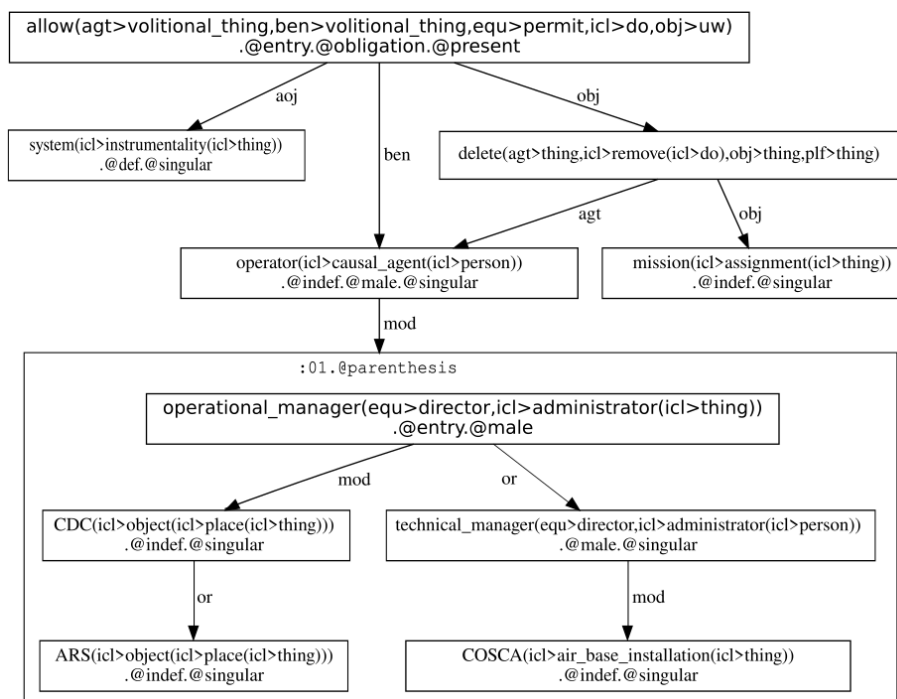 allow(agt>volitional_thing,ben>volitional_thing,equ>permit,icl>do,obj>uw)
.@entry.@obligation.@present
aoj
ben
obj
system(icl>instrumentality(icl>thing))
.@def.@singular
delete(agt>thing,icl>remove(icl>do),obj>thing,plf>thing)
agt
obj
operator(icl>causal_agent(icl>person))
.@indef.@male.@singular
mission(icl>assignment(icl>thing))
.@indef.@singular
mod
:01.@parenthesis
operational_manager(equ>director,icl>administrator(icl>thing))
.@entry.@male
mod
or
CDC(icl>object(icl>place(icl>thing)))
.@indef.@singular
technical_manager(equ>director,icl>administrator(icl>person))
.@male.@singular
or
mod
ARS(icl>object(icl>place(icl>thing)))
.@indef.@singular
COSCA(icl>air_base_installation(icl>thing))
.@indef.@singular